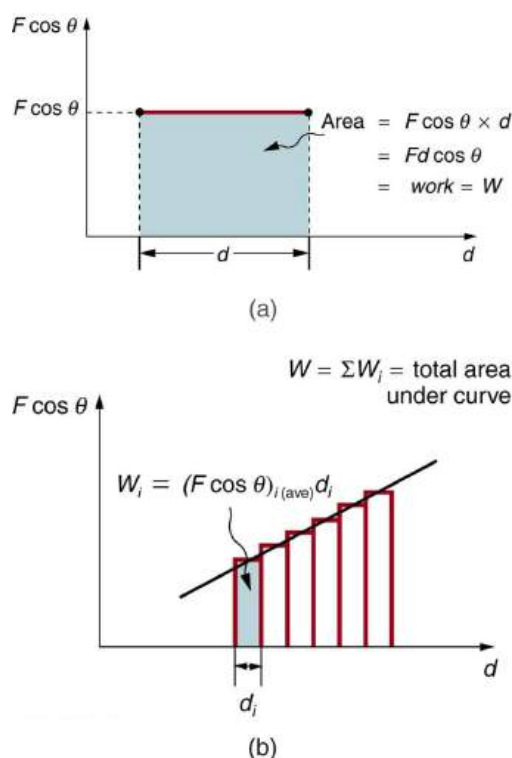 F cos θ
F cos θ
Area = F cos θ × d
= Fd cos θ
= work = W
d
d
(a)
W = ΣWᵢ = total area
under curve
F cos θ
Wᵢ = (F cos θ)ᵢ₍ₐᵥₑ₎dᵢ
d
dᵢ
(b)